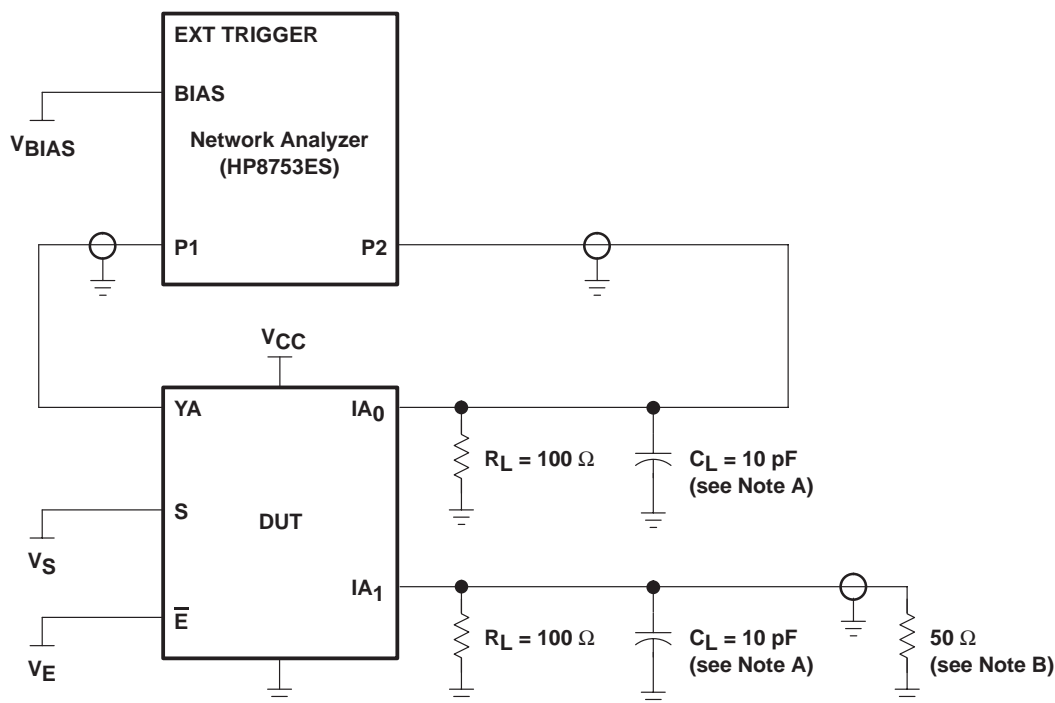 EXT TRIGGER
BIAS
VBIAS
Network Analyzer
(HP8753ES)
P1
P2
VCC
YA
IA0
RL = 100 Ω
CL = 10 pF
(see Note A)
S
DUT
VS
IA1
E̅
VE
RL = 100 Ω
CL = 10 pF
(see Note A)
50 Ω
(see Note B)